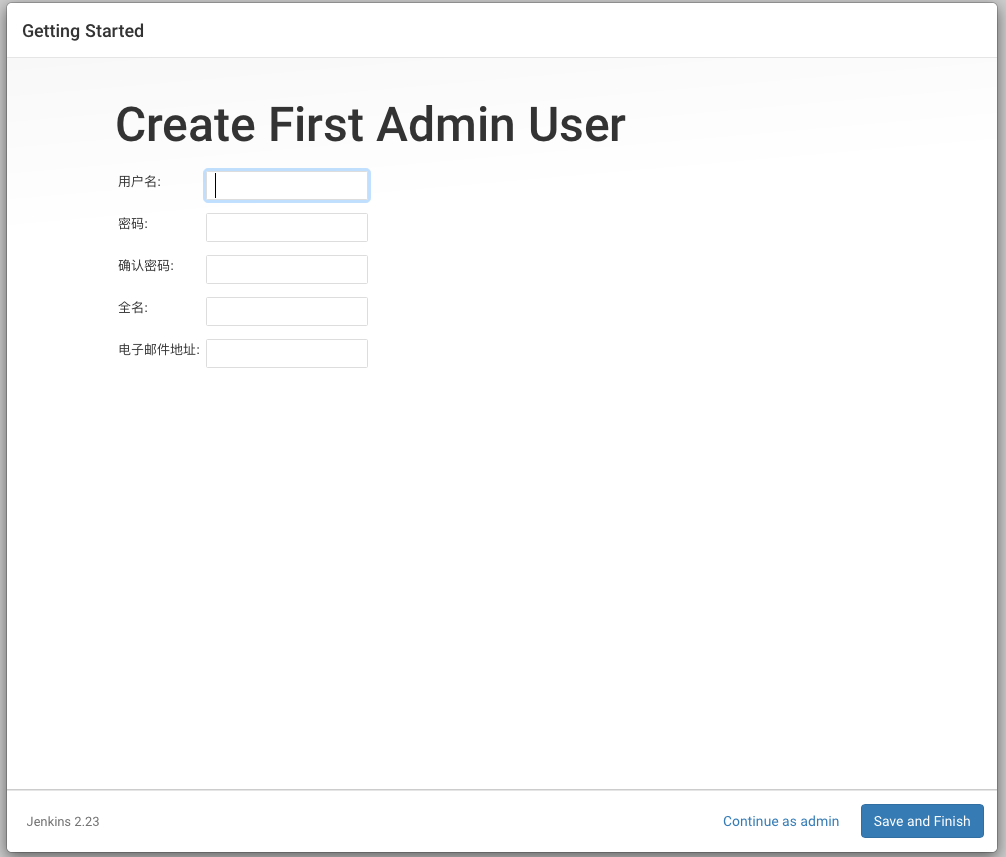 Getting Started
Create First Admin User
用户名:
密码:
确认密码:
全名:
电子邮件地址:
Jenkins 2.23
Continue as admin
Save and Finish